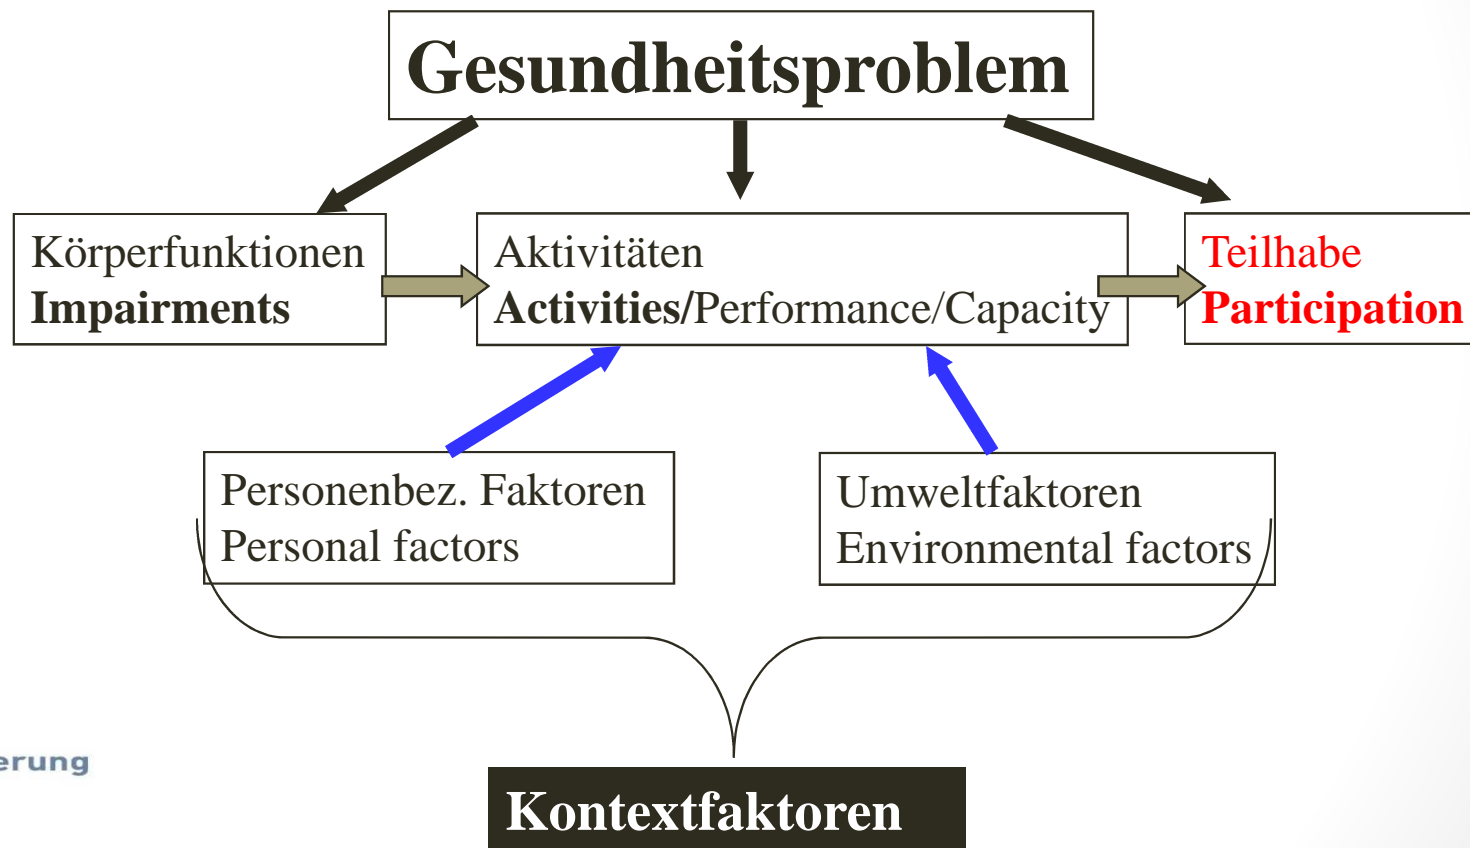 Gesundheitsproblem
Körperfunktionen
Impairments
Aktivitäten
Activities/Performance/Capacity
Teilhabe
Participation
Personenbez. Faktoren
Personal factors
Umweltfaktoren
Environmental factors
erung
Kontextfaktoren